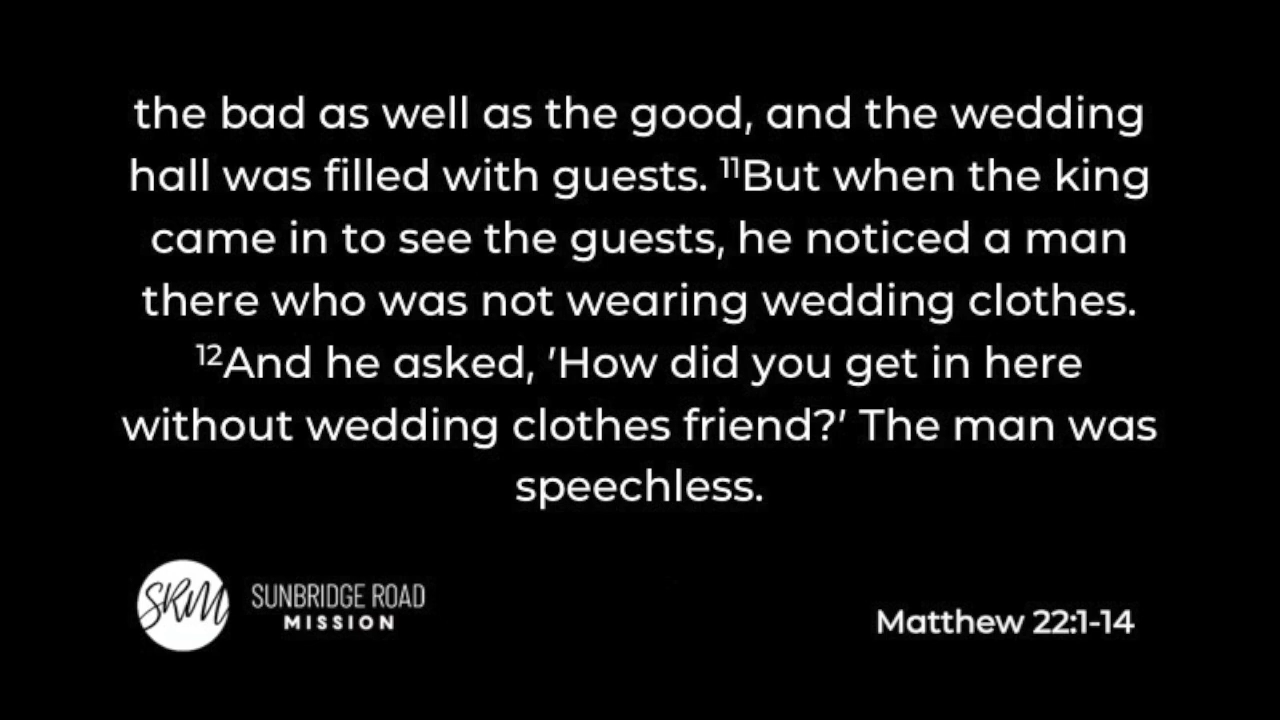 the bad as well as the good, and the wedding
hall was filled with guests. ¹¹But when the king
came in to see the guests, he noticed a man
there who was not wearing wedding clothes.
¹²And he asked, 'How did you get in here
without wedding clothes friend?' The man was
speechless.
SRM
SUNBRIDGE ROAD
MISSION
Matthew 22:1-14